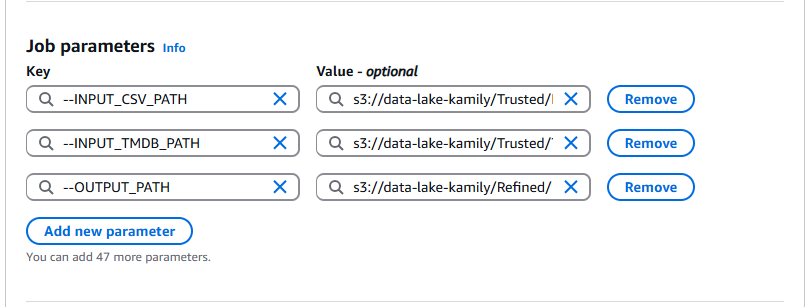 Job parameters Info
Key Value - optional
--INPUT_CSV_PATH s3://data-lake-kamily/Trusted/ Remove
--INPUT_TMDB_PATH s3://data-lake-kamily/Trusted/ Remove
--OUTPUT_PATH s3://data-lake-kamily/Refined/ Remove
Add new parameter
You can add 47 more parameters.